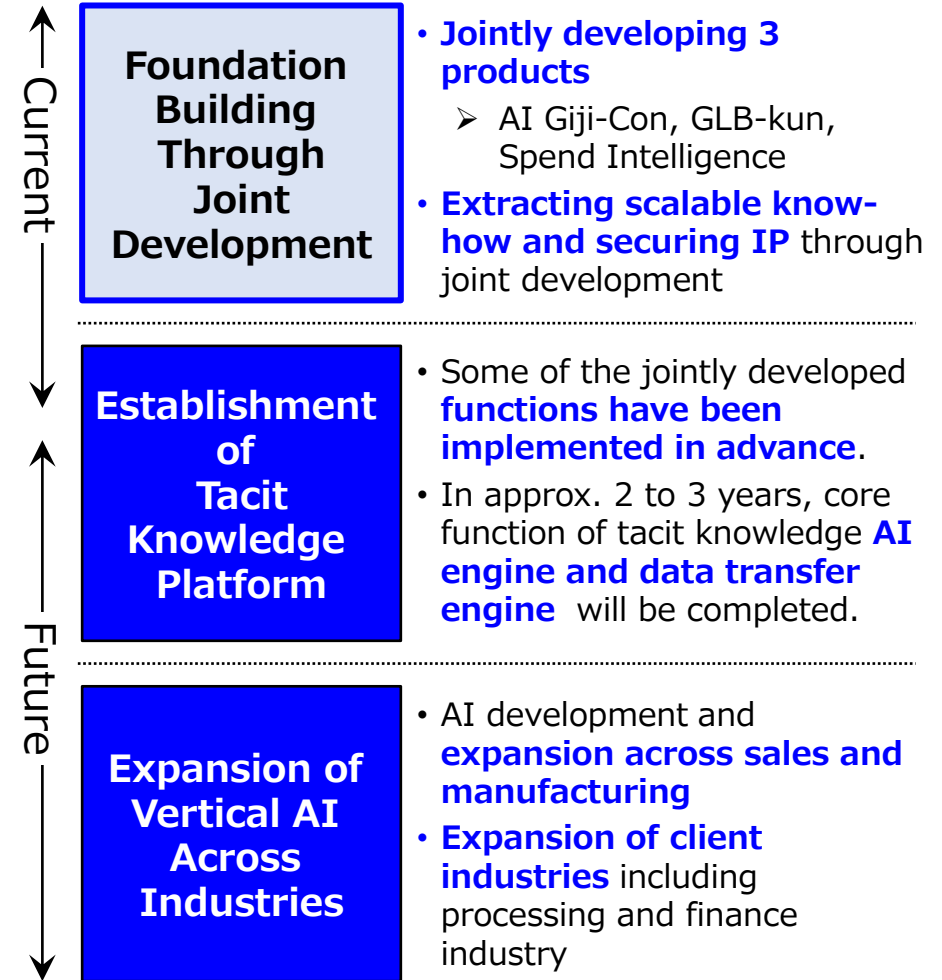 Current
Foundation
Building
Through
Joint
Development
• Jointly developing 3
products
➢ AI Giji-Con, GLB-kun,
Spend Intelligence
• Extracting scalable know-
how and securing IP through
joint development
Establishment
of
Tacit
Knowledge
Platform
• Some of the jointly developed
functions have been
implemented in advance.
• In approx. 2 to 3 years, core
function of tacit knowledge AI
engine and data transfer
engine will be completed.
Future
Expansion of
Vertical AI
Across
Industries
• AI development and
expansion across sales and
manufacturing
• Expansion of client
industries including
processing and finance
industry